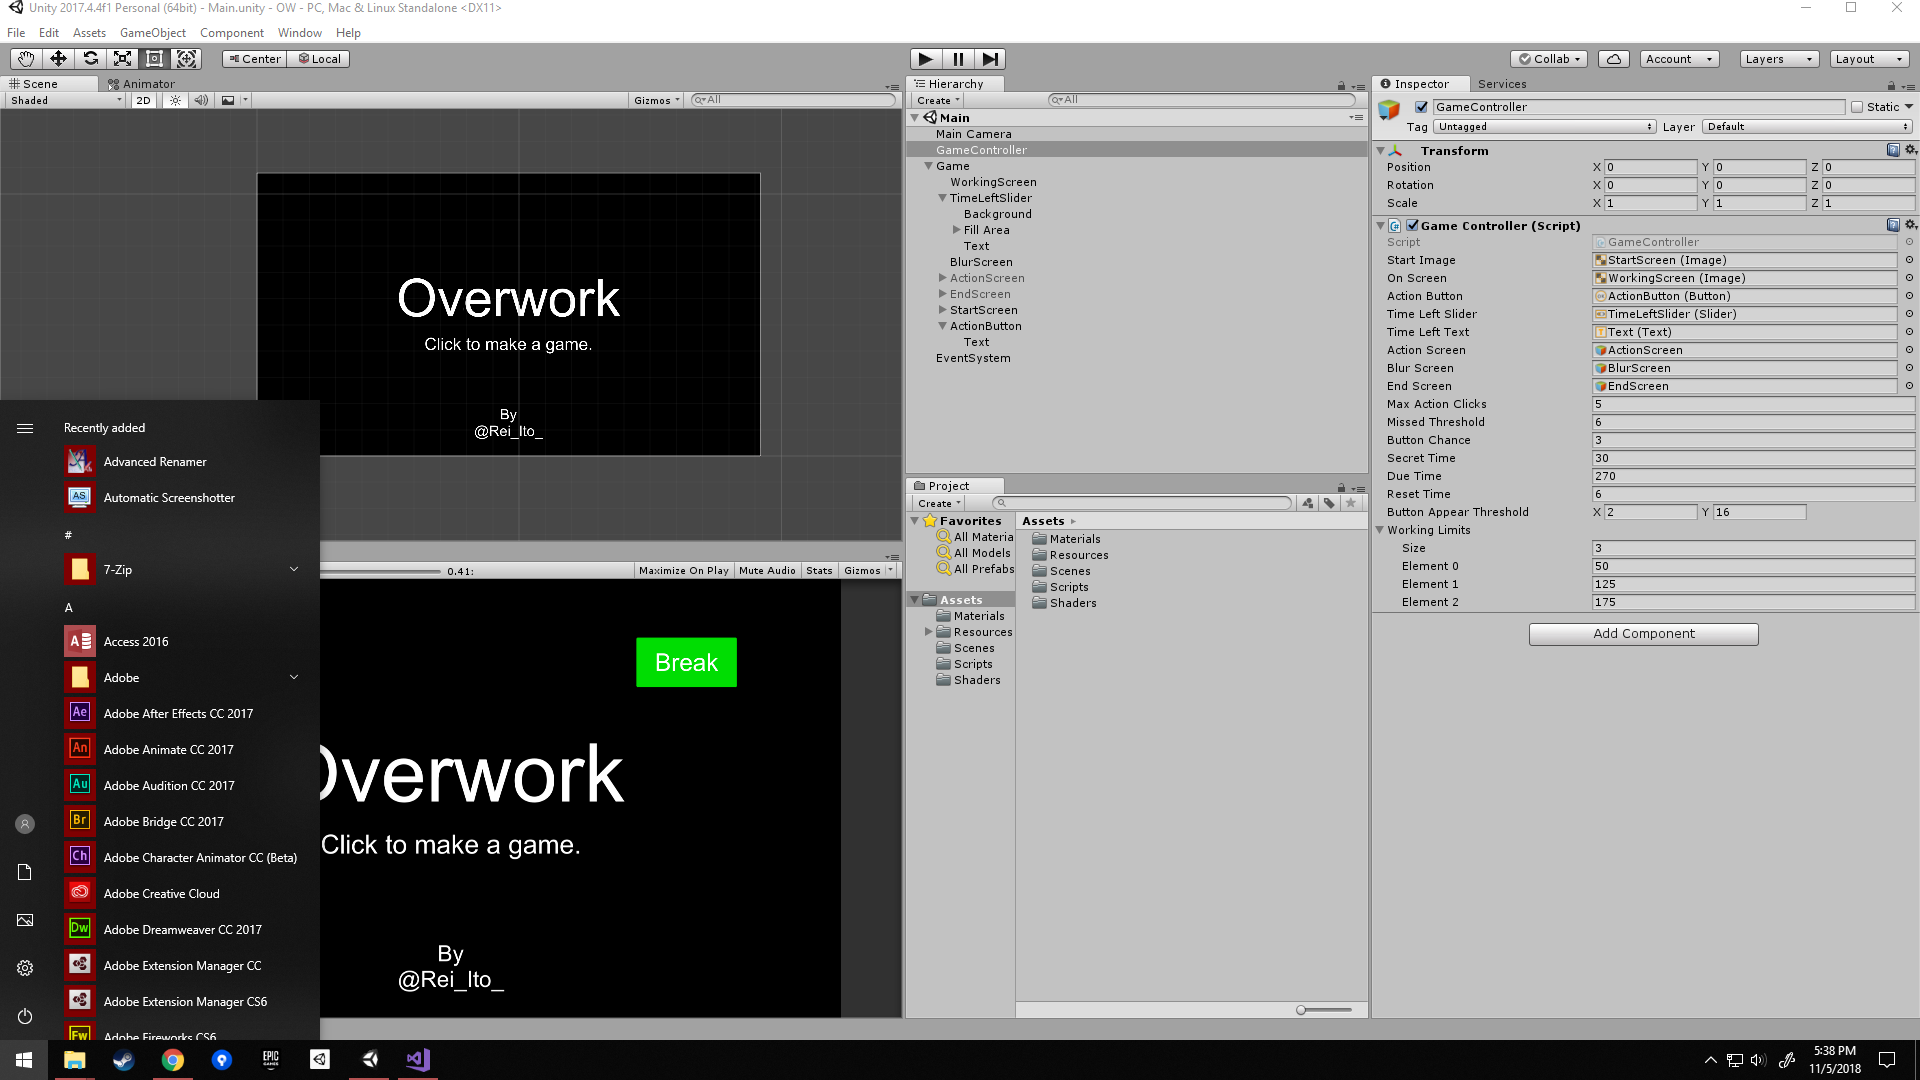 Unity 2017.4.4f1 Personal (64bit) - Main.unity - OW - PC, Mac & Linux Standalone <DX11>
File Edit Assets GameObject Component Window Help
Center Local
Collab Account Layers Layout
Scene Animator
Shaded 2D Gizmos All
Overwork
Click to make a game.
By
@Rei_Ito_
0.41: Maximize On Play Mute Audio Stats Gizmos
Break
Overwork
Click to make a game.
By
@Rei_Ito_
Hierarchy
Create All
Main
Main Camera
GameController
Game
WorkingScreen
TimeLeftSlider
Background
Fill Area
Text
BlurScreen
ActionScreen
EndScreen
StartScreen
ActionButton
Text
EventSystem
Project
Create
Favorites
All Materia
All Models
All Prefabs
Assets
Materials
Resources
Scenes
Scripts
Shaders
Assets
Materials
Resources
Scenes
Scripts
Shaders
Inspector Services
GameController Static
Tag Untagged Layer Default
Transform
Position X 0 Y 0 Z 0
Rotation X 0 Y 0 Z 0
Scale X 1 Y 1 Z 1
Game Controller (Script)
Script GameController
Start Image StartScreen (Image)
On Screen WorkingScreen (Image)
Action Button ActionButton (Button)
Time Left Slider TimeLeftSlider (Slider)
Time Left Text Text (Text)
Action Screen ActionScreen
Blur Screen BlurScreen
End Screen EndScreen
Max Action Clicks 5
Missed Threshold 6
Button Chance 3
Secret Time 30
Due Time 270
Reset Time 6
Button Appear Threshold X 2 Y 16
Working Limits
Size 3
Element 0 50
Element 1 125
Element 2 175
Add Component
Recently added
Advanced Renamer
AS Automatic Screenshotter
#
7-Zip
A
A Access 2016
Adobe
Ae Adobe After Effects CC 2017
An Adobe Animate CC 2017
Au Adobe Audition CC 2017
Br Adobe Bridge CC 2017
Ch Adobe Character Animator CC (Beta)
Adobe Creative Cloud
Dw Adobe Dreamweaver CC 2017
Adobe Extension Manager CC
Adobe Extension Manager CS6
Fw Adobe Fireworks CS6
EPIC GAMES
5:38 PM
11/5/2018